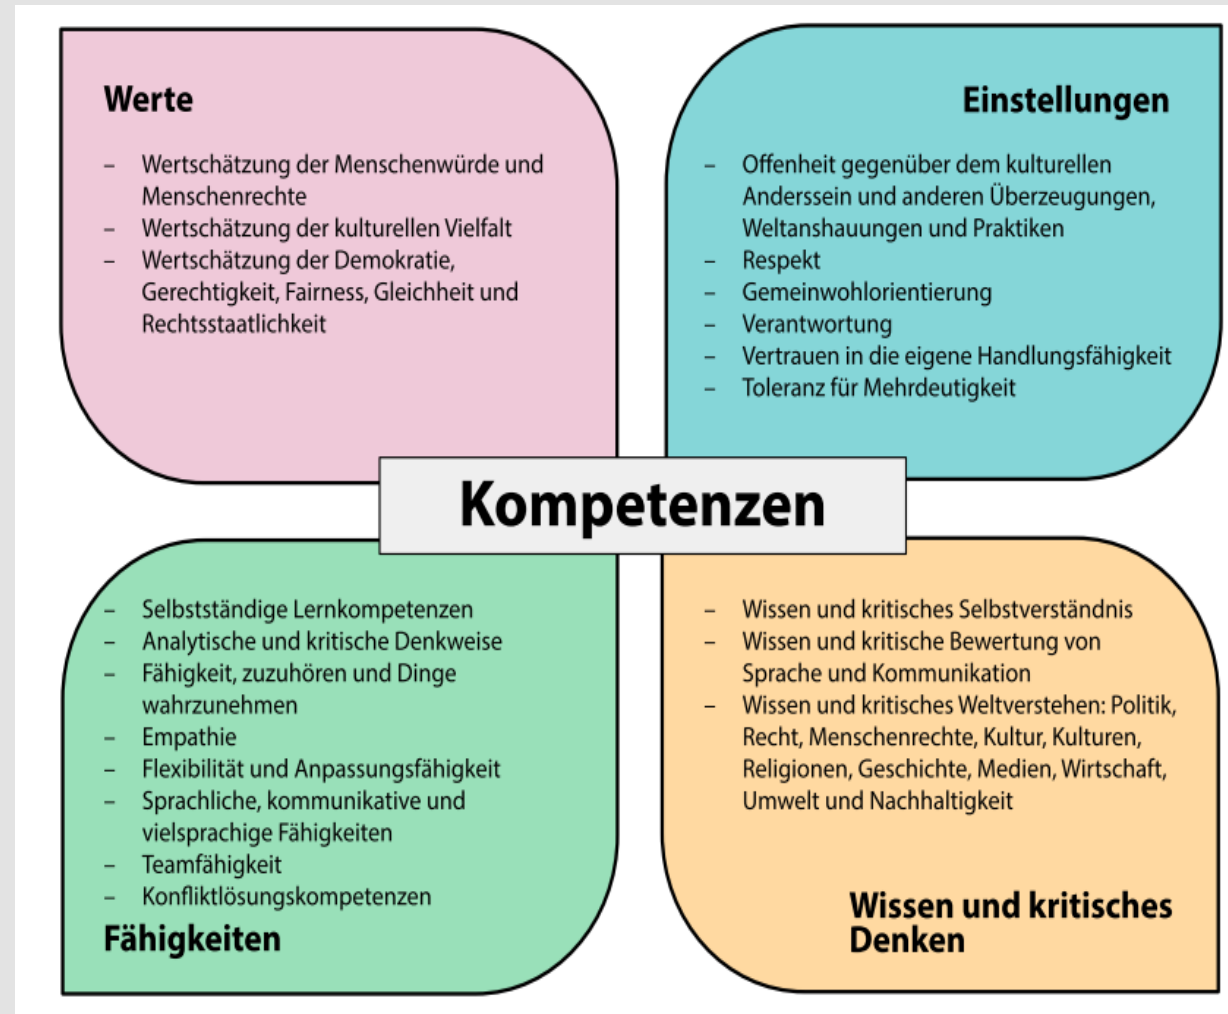 Werte
– Wertschätzung der Menschenwürde und
Menschenrechte
– Wertschätzung der kulturellen Vielfalt
– Wertschätzung der Demokratie,
Gerechtigkeit, Fairness, Gleichheit und
Rechtsstaatlichkeit
Einstellungen
– Offenheit gegenüber dem kulturellen
Anderssein und anderen Überzeugungen,
Weltanshauungen und Praktiken
– Respekt
– Gemeinwohlorientierung
– Verantwortung
– Vertrauen in die eigene Handlungsfähigkeit
– Toleranz für Mehrdeutigkeit
Kompetenzen
– Selbstständige Lernkompetenzen
– Analytische und kritische Denkweise
– Fähigkeit, zuzuhören und Dinge
wahrzunehmen
– Empathie
– Flexibilität und Anpassungsfähigkeit
– Sprachliche, kommunikative und
vielsprachige Fähigkeiten
– Teamfähigkeit
– Konfliktlösungskompetenzen
Fähigkeiten
– Wissen und kritisches Selbstverständnis
– Wissen und kritische Bewertung von
Sprache und Kommunikation
– Wissen und kritisches Weltverstehen: Politik,
Recht, Menschenrechte, Kultur, Kulturen,
Religionen, Geschichte, Medien, Wirtschaft,
Umwelt und Nachhaltigkeit
Wissen und kritisches
Denken